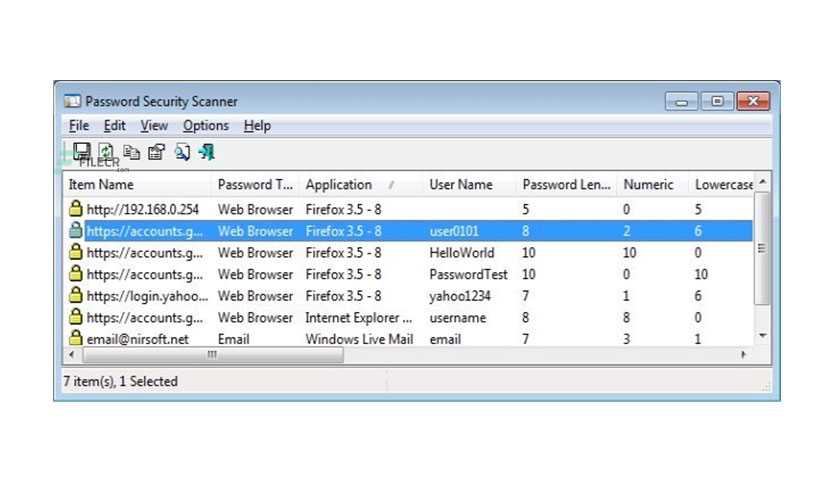 Password Security Scanner
File Edit View Options Help
FILECR
.com
Item Name Password T... Application / User Name Password Len... Numeric Lowercase
http://192.168.0.254 Web Browser Firefox 3.5 - 8 5 0 5
https://accounts.g... Web Browser Firefox 3.5 - 8 user0101 8 2 6
https://accounts.g... Web Browser Firefox 3.5 - 8 HelloWorld 10 10 0
https://accounts.g... Web Browser Firefox 3.5 - 8 PasswordTest 10 0 10
https://login.yahoo... Web Browser Firefox 3.5 - 8 yahoo1234 7 1 6
https://accounts.g... Web Browser Internet Explorer ... username 8 8 0
email@nirsoft.net Email Windows Live Mail email 7 3 1
7 item(s), 1 Selected